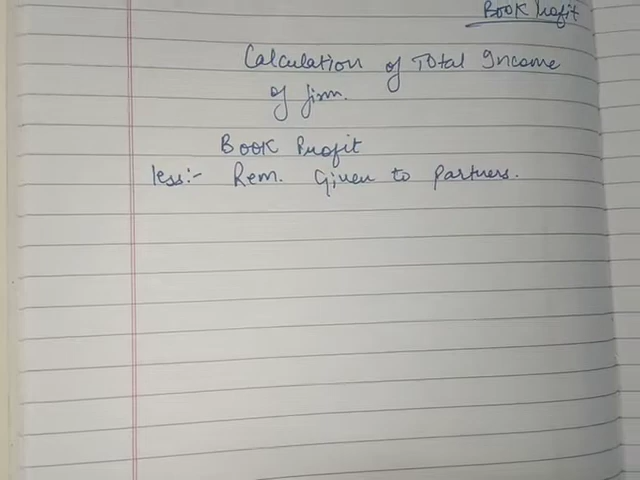 Book Profit
Calculation of Total Income
of firm.
Book Profit
less:- Rem. Given to partners.